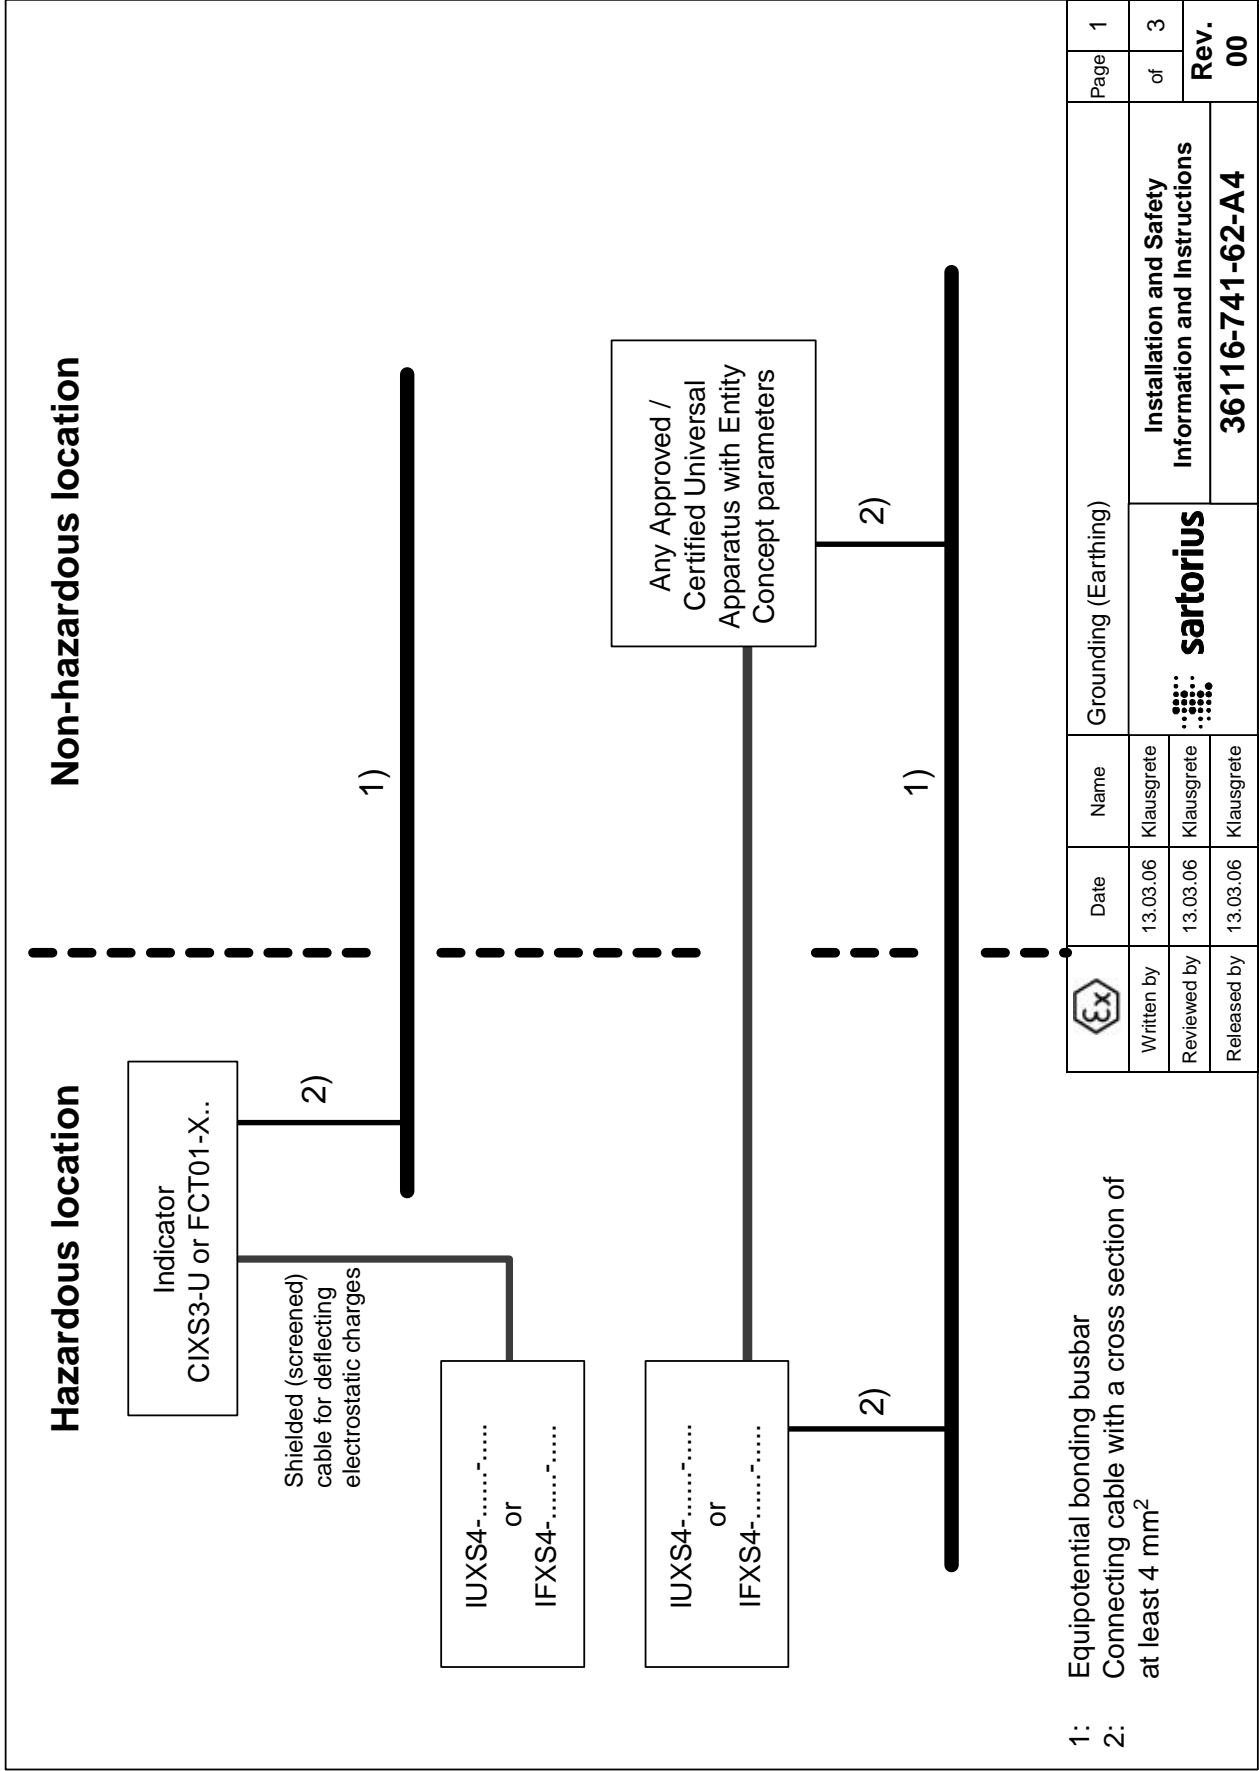 Hazardous location
Non-hazardous location
Indicator
CIXS3-U or FCT01-X..
2)
1)
Shielded (screened)
cable for deflecting
electrostatic charges
IUXS4-......-.....
or
IFXS4-......-.....
IUXS4-......-.....
or
IFXS4-......-.....
Any Approved /
Certified Universal
Apparatus with Entity
Concept parameters
2)
2)
1)
1: Equipotential bonding busbar
2: Connecting cable with a cross section of
at least 4 mm²
εx
Date
Name
Grounding (Earthing)
Page
1
Written by
13.03.06
Klausgrete
Reviewed by
13.03.06
Klausgrete
Released by
13.03.06
Klausgrete
sartorius
Installation and Safety
Information and Instructions
of
3
36116-741-62-A4
Rev.
00